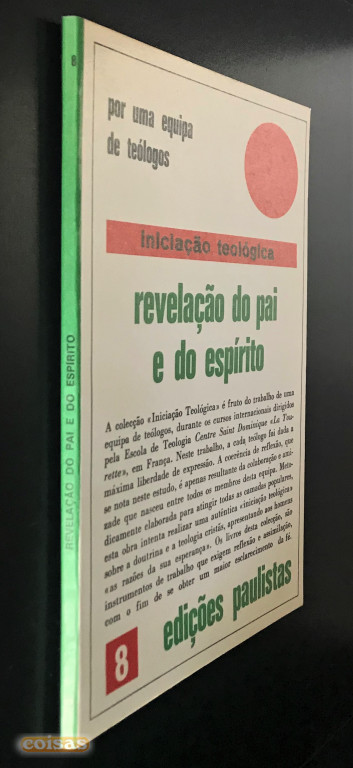 8
REVELAÇÃO DO PAI E DO ESPÍRITO
por uma equipa
de teólogos
iniciação teológica
revelação do pai
e do espírito
A colecção «Iniciação Teológica» é fruto do trabalho de uma
equipa de teólogos, durante os cursos internacionais dirigidos
pela Escola de Teologia Centre Saint Dominique «La Tou-
rette», em França. Neste trabalho, a cada teólogo foi dada a
máxima liberdade de expressão. A coerência de reflexão, que
se nota neste estudo, é apenas resultante da colaboração e ami-
zade que nasceu entre todos os membros desta equipa. Meto-
dicamente elaborada para atingir todas as camadas populares,
esta obra intenta realizar uma autêntica «iniciação teológica»
sobre a doutrina e a teologia cristãs, apresentando aos homens
«as razões da sua esperança». Os livros desta colecção, são
instrumentos de trabalho que exigem reflexão e assimilação,
com o fim de se obter um maior esclarecimento da fé.
8
edições paulistas
coisas